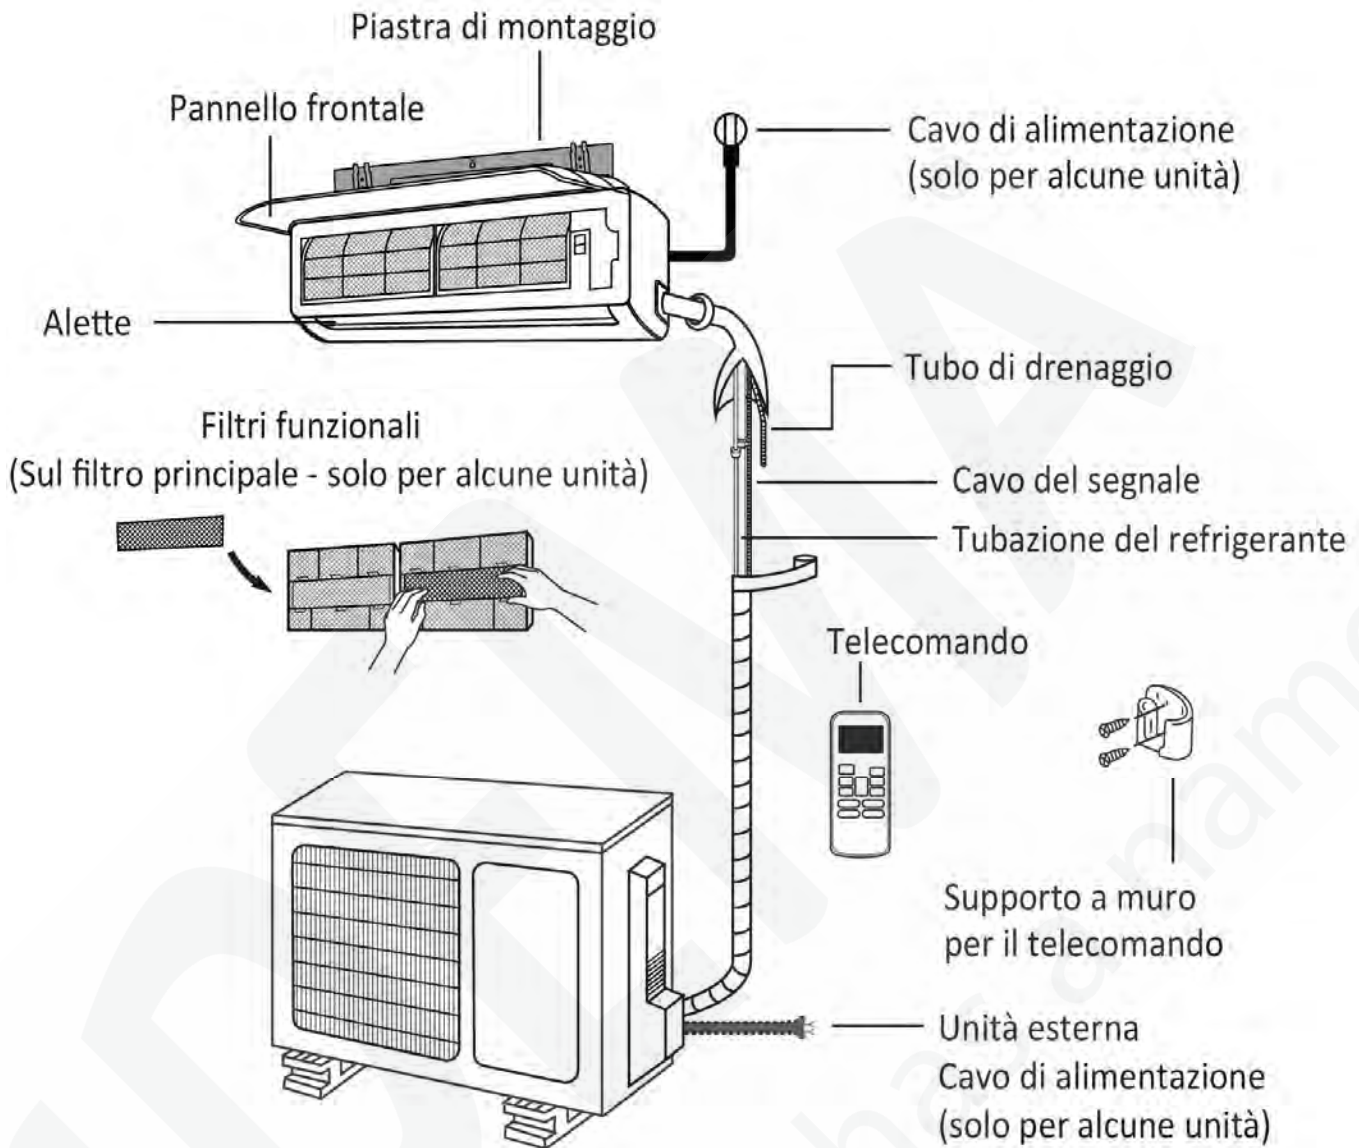 Piastra di montaggio
Pannello frontale
Cavo di alimentazione
(solo per alcune unità)
Alette
Tubo di drenaggio
Filtri funzionali
(Sul filtro principale - solo per alcune unità)
Cavo del segnale
Tubazione del refrigerante
Telecomando
Supporto a muro
per il telecomando
Unità esterna
Cavo di alimentazione
(solo per alcune unità)
has a name